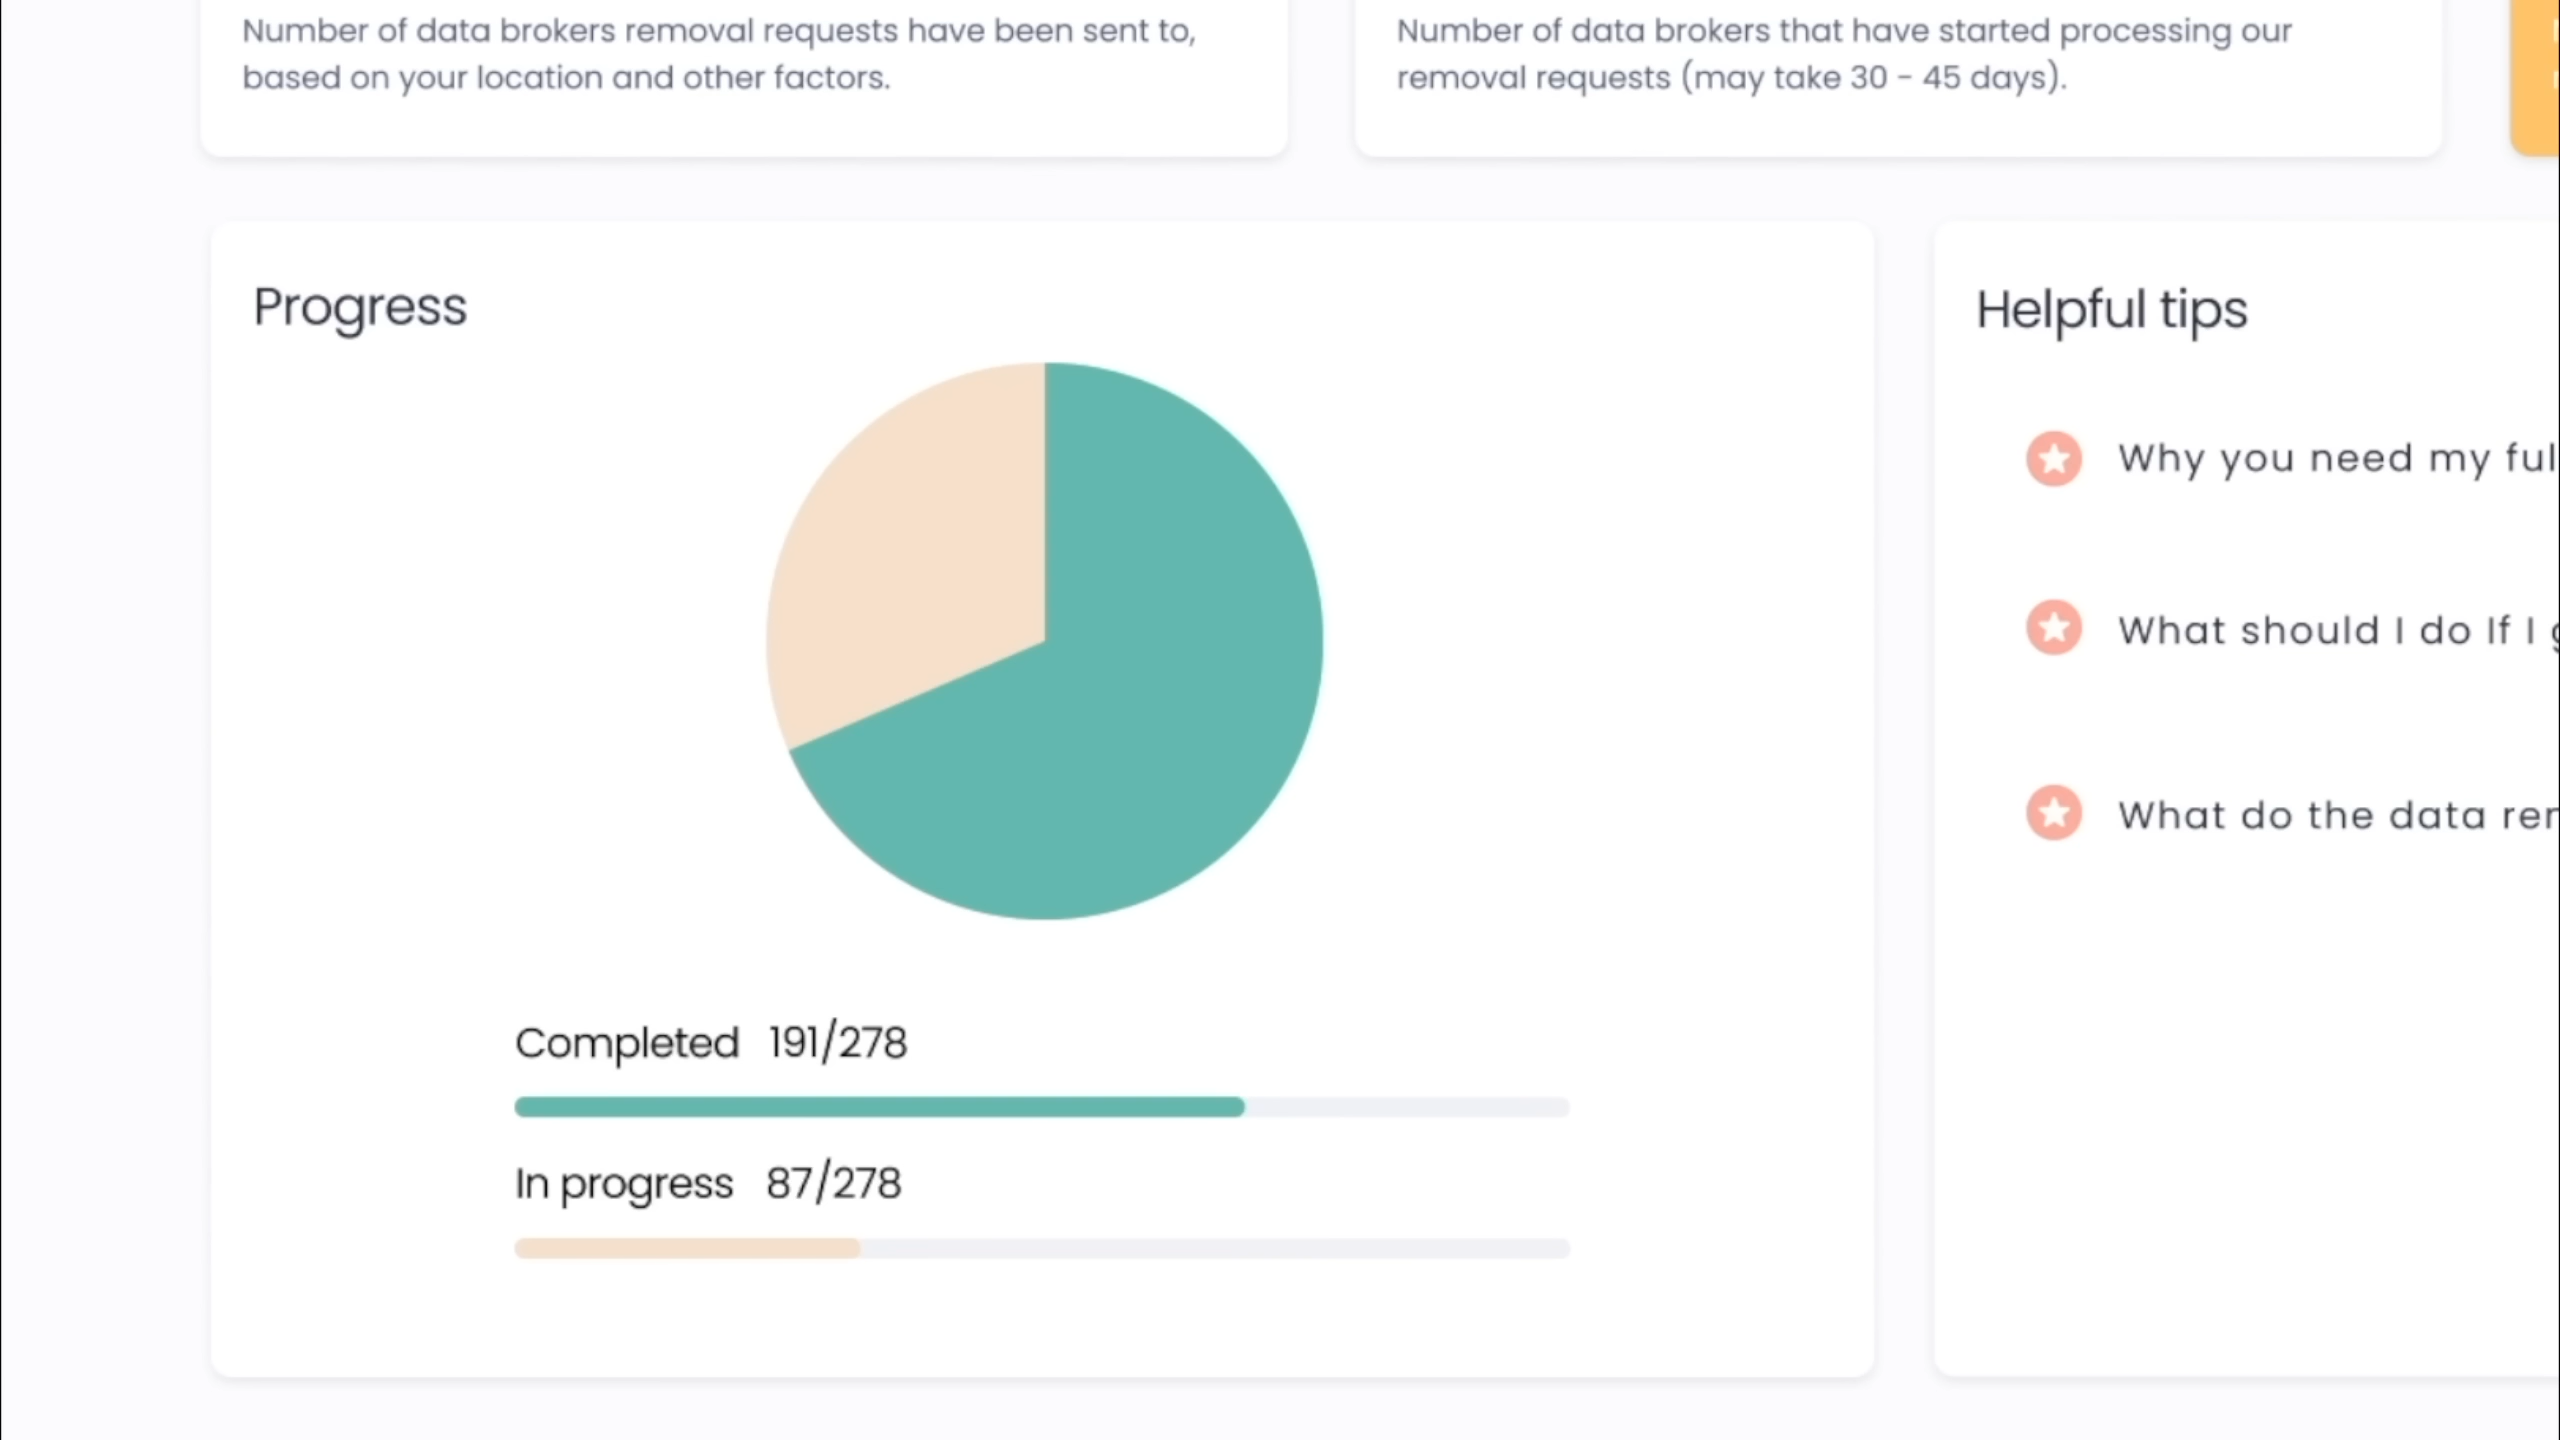 Number of data brokers removal requests have been sent to,
based on your location and other factors.
Number of data brokers that have started processing our
removal requests (may take 30 - 45 days).
Progress
Completed 191/278
In progress 87/278
Helpful tips
Why you need my
What should I do If I
What do the data